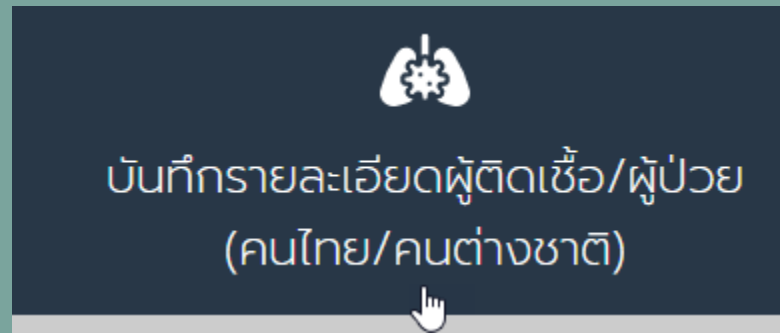 บันทึกรายละเอียดผู้ติดเชื้อ/ผู้ป่วย
(คนไทย/คนต่างชาติ)